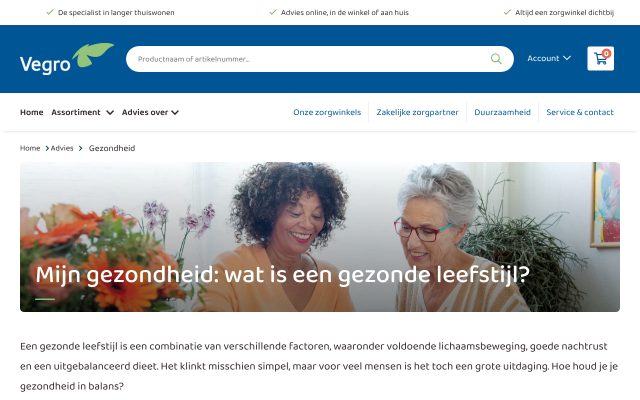 De specialist in langer thuiswonen
Advies online, in de winkel of aan huis
Altijd een zorgwinkel dichtbij
Vegro
Productnaam of artikelnummer...
Account
0
Home
Assortiment
Advies over
Onze zorgwinkels
Zakelijke zorgpartner
Duurzaamheid
Service & contact
Home
Advies
Gezondheid
Mijn gezondheid: wat is een gezonde leefstijl?
Een gezonde leefstijl is een combinatie van verschillende factoren, waaronder voldoende lichaamsbeweging, goede nachtrust
en een uitgebalanceerd dieet. Het klinkt misschien simpel, maar voor veel mensen is het toch een grote uitdaging. Hoe houd je je
gezondheid in balans?